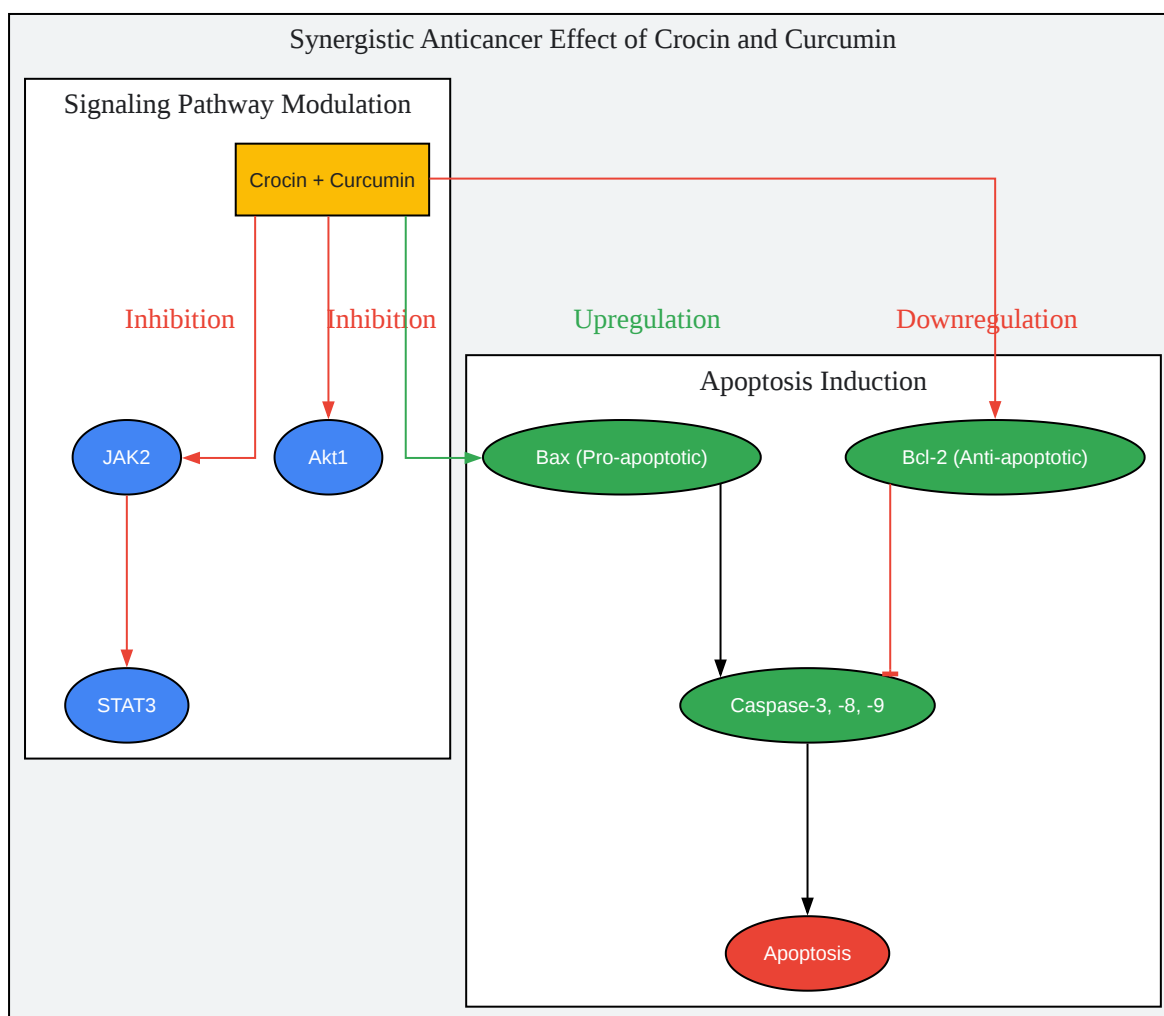 Synergistic Anticancer Effect of Crocin and Curcumin
Signaling Pathway Modulation
Crocin + Curcumin
Inhibition
Inhibition
Upregulation
Downregulation
Apoptosis Induction
JAK2
Akt1
Bax (Pro-apoptotic)
Bcl-2 (Anti-apoptotic)
STAT3
Caspase-3, -8, -9
Apoptosis